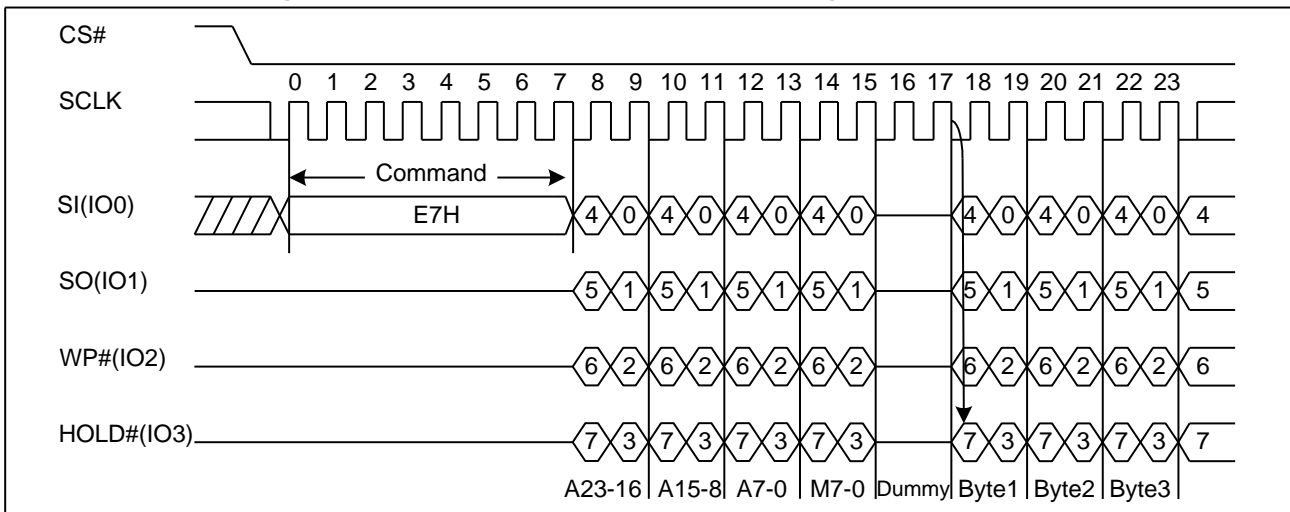 CS#
0 1 2 3 4 5 6 7 8 9 10 11 12 13 14 15 16 17 18 19 20 21 22 23
SCLK
Command
SI(IO0)
E7H
4 0 4 0 4 0 4 0 4 0 4 0 4 0 4
SO(IO1)
5 1 5 1 5 1 5 1 5 1 5 1 5 1 5
WP#(IO2)
6 2 6 2 6 2 6 2 6 2 6 2 6 2 6
HOLD#(IO3)
7 3 7 3 7 3 7 3 7 3 7 3 7 3 7
A23-16 A15-8 A7-0 M7-0 Dummy Byte1 Byte2 Byte3